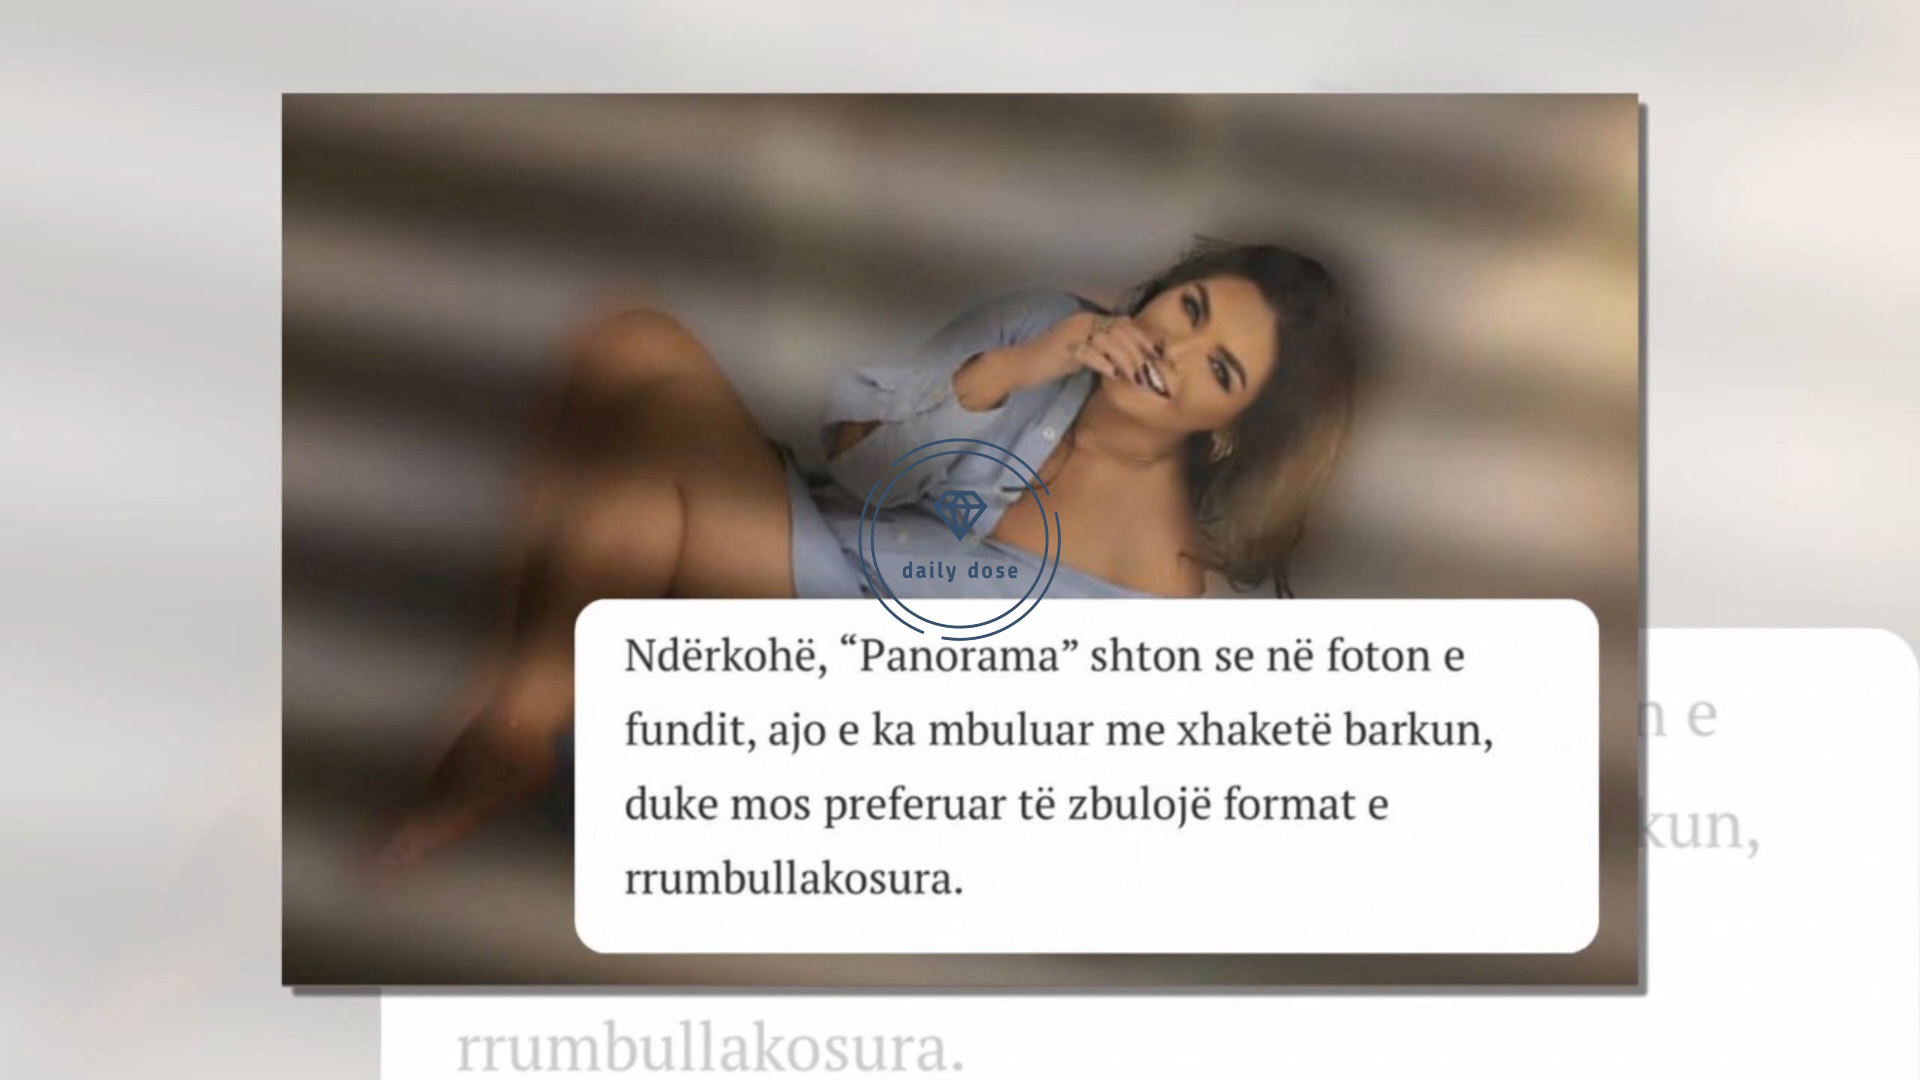 daily dose
Ndërkohë, “Panorama” shton se në foton e
fundit, ajo e ka mbuluar me xhaketë barkun,
duke mos preferuar të zbulojë format e
rrumbullakosura.
n e
kun,
rrumbullakosura.